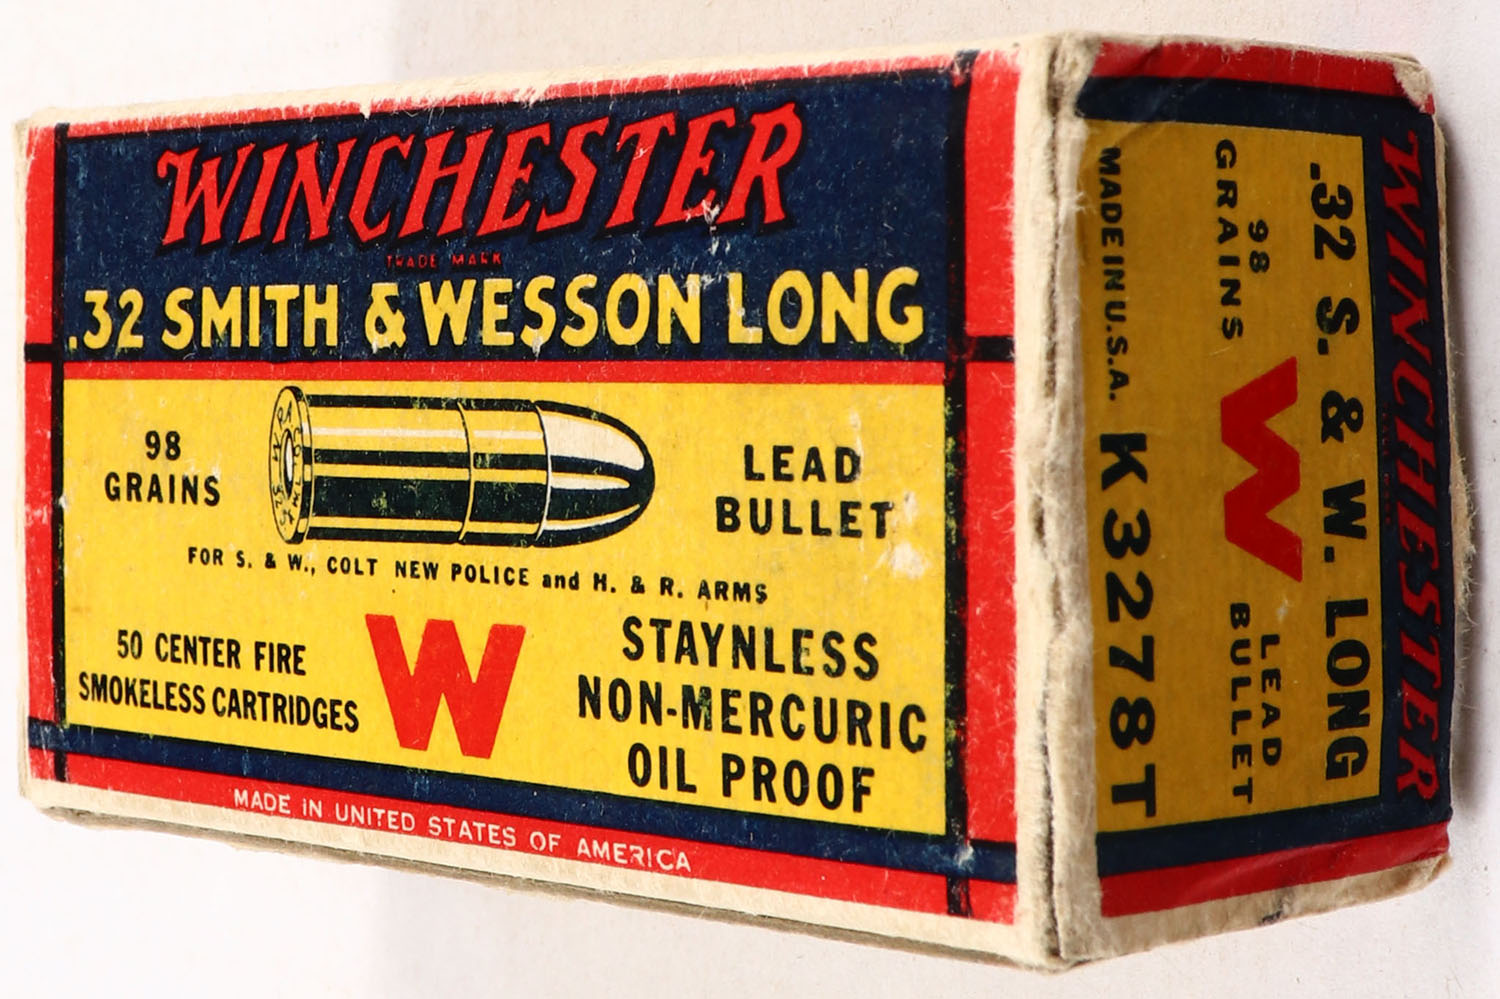 WINCHESTER
TRADE MARK
.32 SMITH & WESSON LONG
98
GRAINS
LEAD
BULLET
FOR S. & W., COLT NEW POLICE and H. & R. ARMS
50 CENTER FIRE
SMOKELESS CARTRIDGES
W
STAYNLESS
NON-MERCURIC
OIL PROOF
MADE IN UNITED STATES OF AMERICA
WINCHESTER
.32 S. & W. LONG
98
GRAINS
W
LEAD
BULLET
MADE IN U.S.A.
K3278T